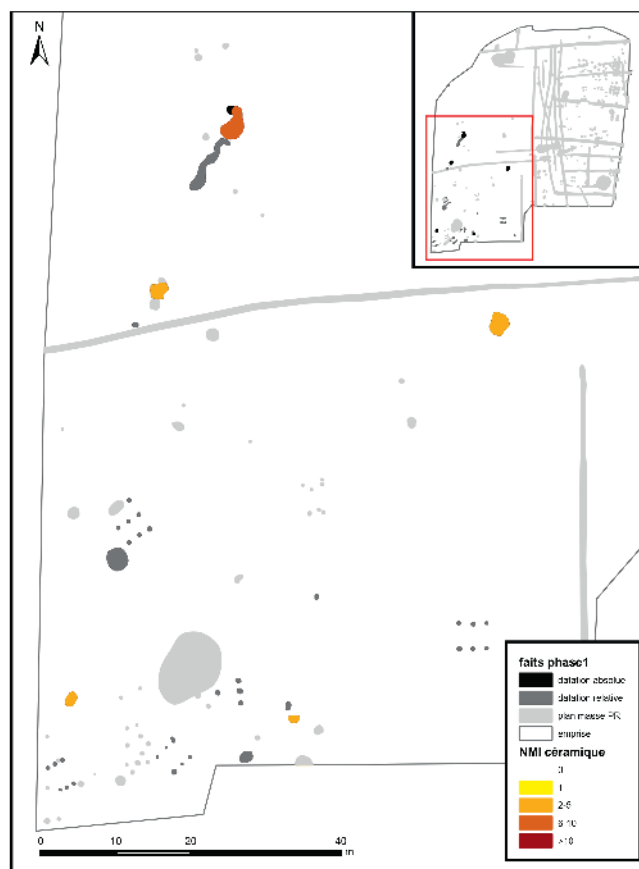 N
faits phase1
datation absolue
datation relative
plan masse PR
emprise
NMI céramique
1
2-5
6-10
>10
0 10 20 40
m